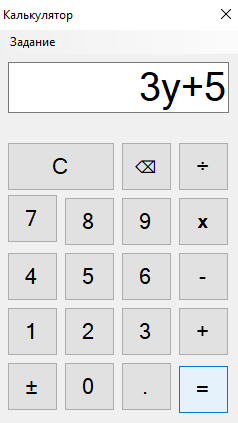 Калькулятор
Задание
3y+5
C ⌫ ÷
7 8 9 x
4 5 6 -
1 2 3 +
± 0 . =